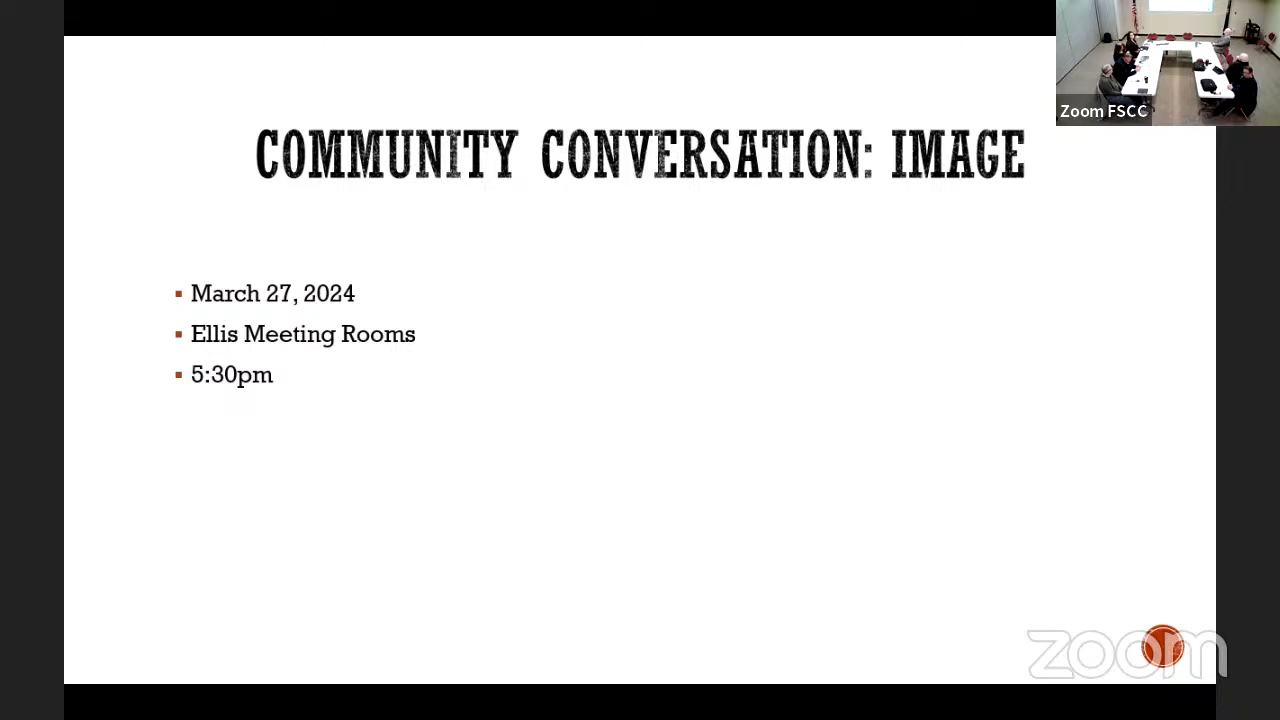 COMMUNITY CONVERSATION: IMAGE
Zoom FSCC
March 27, 2024
Ellis Meeting Rooms
5:30pm
zoom